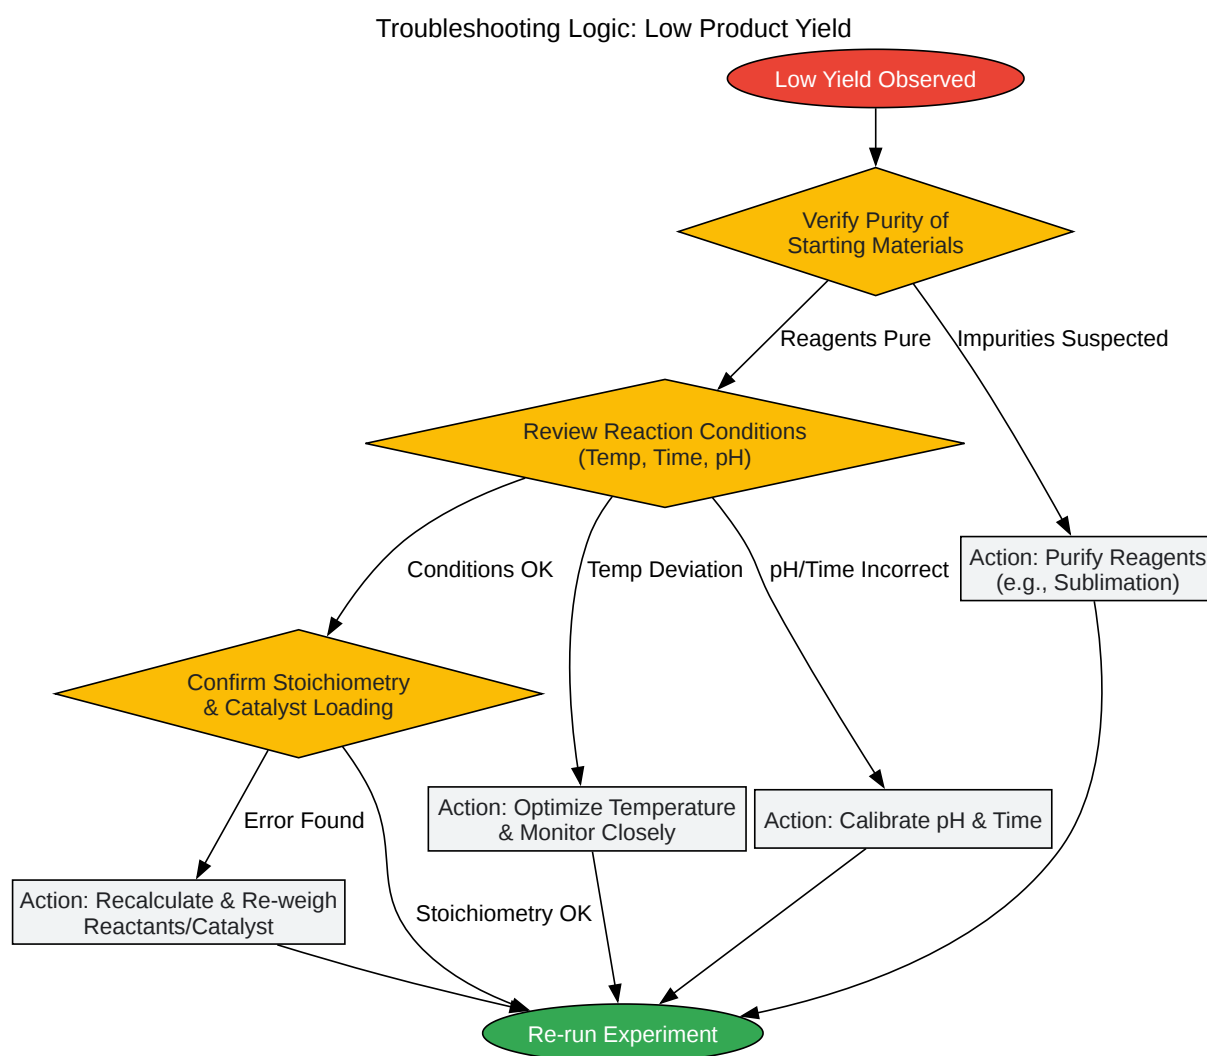 Troubleshooting Logic: Low Product Yield
Low Yield Observed
Verify Purity of
Starting Materials
Reagents Pure
Impurities Suspected
Review Reaction Conditions
(Temp, Time, pH)
Conditions OK
Temp Deviation
pH/Time Incorrect
Action: Purify Reagents
(e.g., Sublimation)
Confirm Stoichiometry
& Catalyst Loading
Error Found
Action: Optimize Temperature
& Monitor Closely
Action: Calibrate pH & Time
Action: Recalculate & Re-weigh
Reactants/Catalyst
Stoichiometry OK
Re-run Experiment